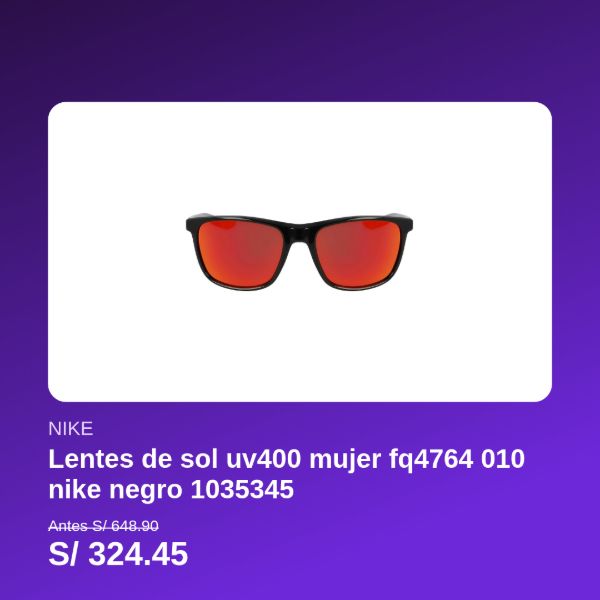 NIKE
Lentes de sol uv400 mujer fq4764 010
nike negro 1035345
Antes S/ 648.90
S/ 324.45